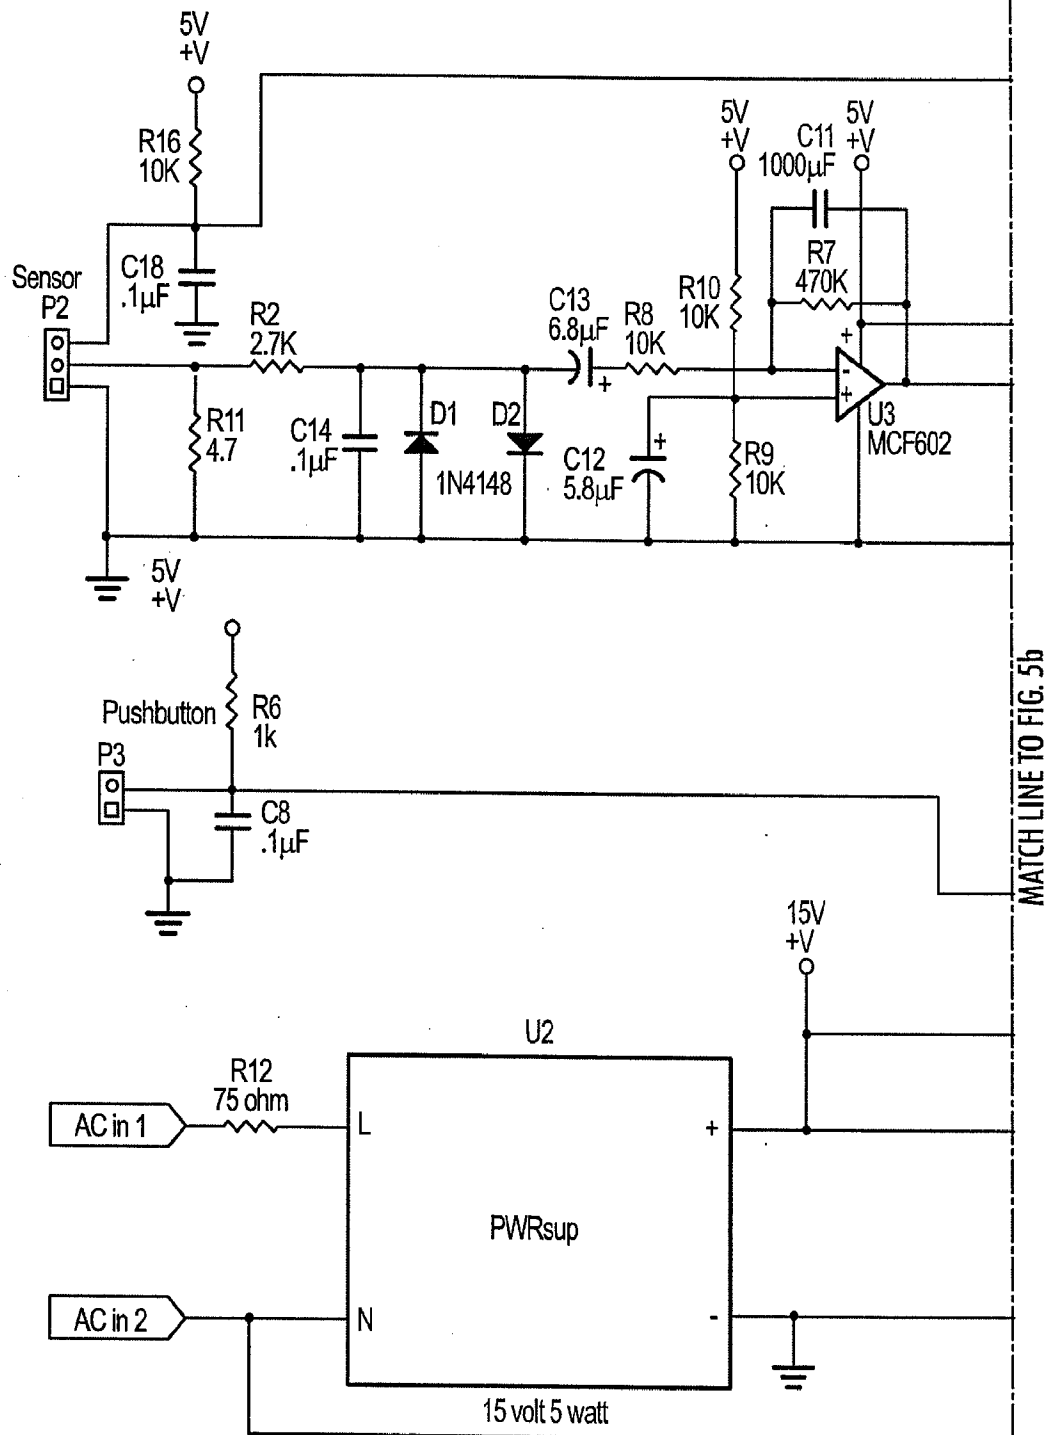 5V
+V
R16
10K
5V
+V
C11
1000µF
5V
+V
C18
.1µF
Sensor
P2
R7
470K
R10
10K
C13
6.8µF
R8
10K
R2
2.7K
+
+
-
+
U3
MCF602
R11
4.7
C14
.1µF
D1
D2
1N4148
+
C12
5.8µF
R9
10K
5V
+V
Pushbutton
P3
R6
1k
C8
.1µF
MATCH LINE TO FIG. 5b
15V
+V
U2
R12
75 ohm
AC in 1
L
+
PWRsup
AC in 2
N
-
15 volt 5 watt